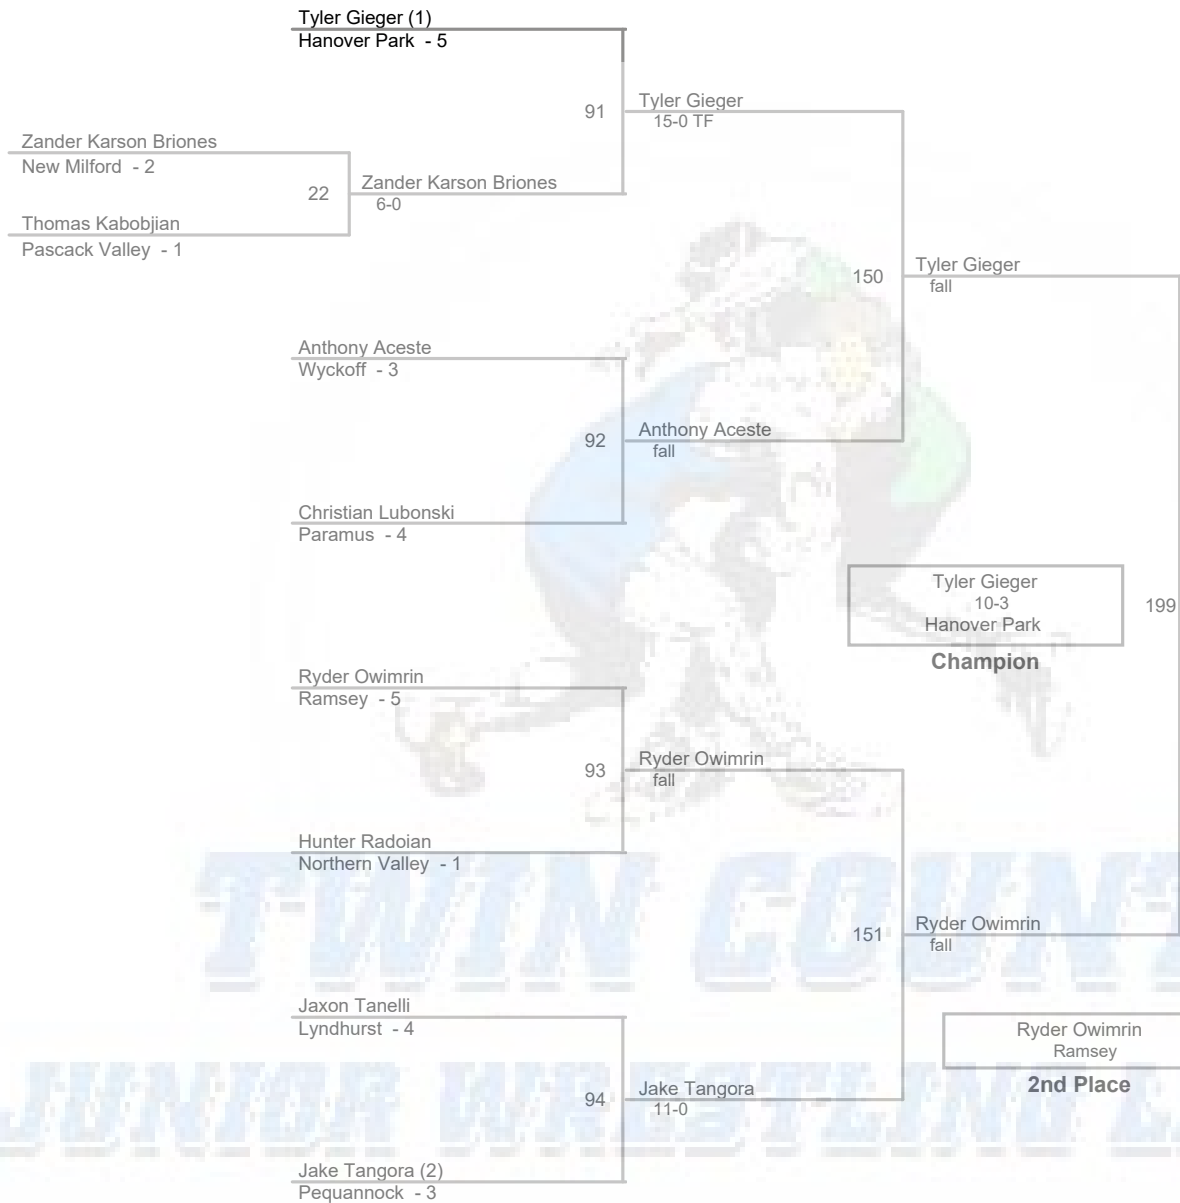 Tyler Gieger (1)
Hanover Park - 5
91
Tyler Gieger
15-0 TF
Zander Karson Briones
New Milford - 2
22
Zander Karson Briones
6-0
Thomas Kabobjian
Pascack Valley - 1
150
Tyler Gieger
fall
Anthony Aceste
Wyckoff - 3
92
Anthony Aceste
fall
Christian Lubonski
Paramus - 4
Tyler Gieger
10-3
Hanover Park
199
Champion
Ryder Owimrin
Ramsey - 5
93
Ryder Owimrin
fall
Hunter Radoian
Northern Valley - 1
TWIN COUNT
151
Ryder Owimrin
fall
Jaxon Tanelli
Lyndhurst - 4
Ryder Owimrin
Ramsey
2nd Place
JUNIOR WRESTLING
94
Jake Tangora
11-0
Jake Tangora (2)
Pequannock - 3